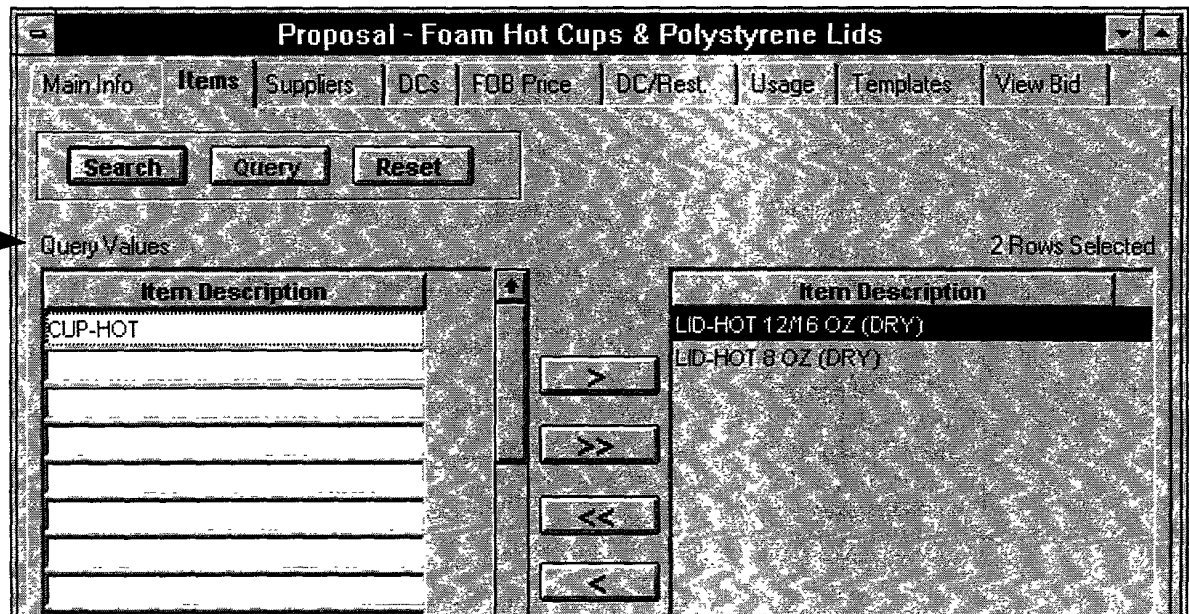 Proposal - Foam Hot Cups & Polystyrene Lids
Main Info Items Suppliers DCs FOB Price DC/Rest. Usage Templates View Bid
Search Query Reset
Query Values 2 Rows Selected
Item Description Item Description
CUP-HOT LID-HOT 12/16 OZ (DRY)
LID-HOT 8 OZ (DRY)
>
>>
<<
<